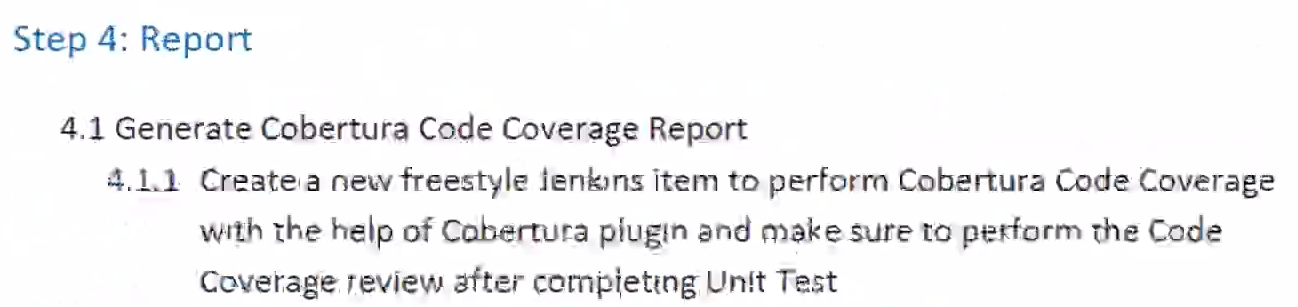 Step 4: Report
4.1 Generate Cobertura Code Coverage Report
4.1.1 Create a new freestyle Jenkins item to perform Cobertura Code Coverage
with the help of Cobertura plugin and make sure to perform the Code
Coverage review after completing Unit Test